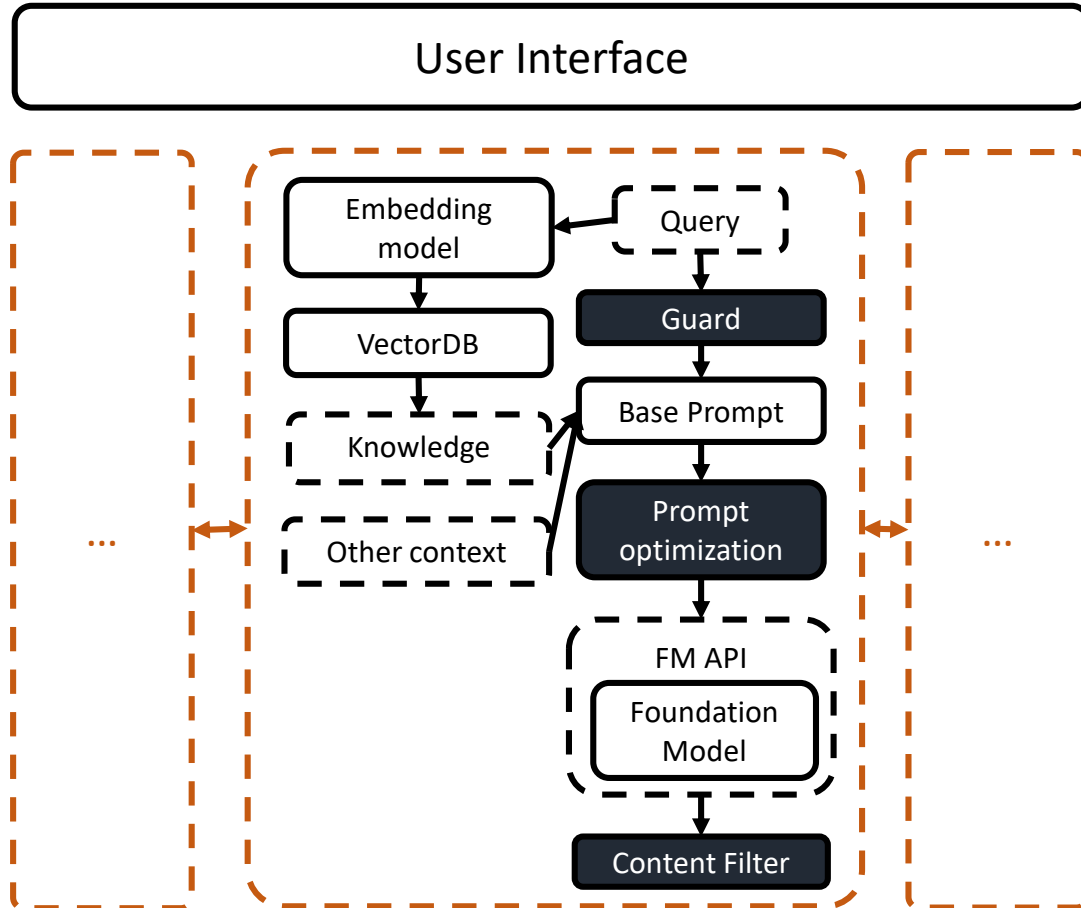 User Interface
Embedding
model
Query
Guard
VectorDB
Base Prompt
Knowledge
Prompt
optimization
Other context
...
...
FM API
Foundation
Model
Content Filter